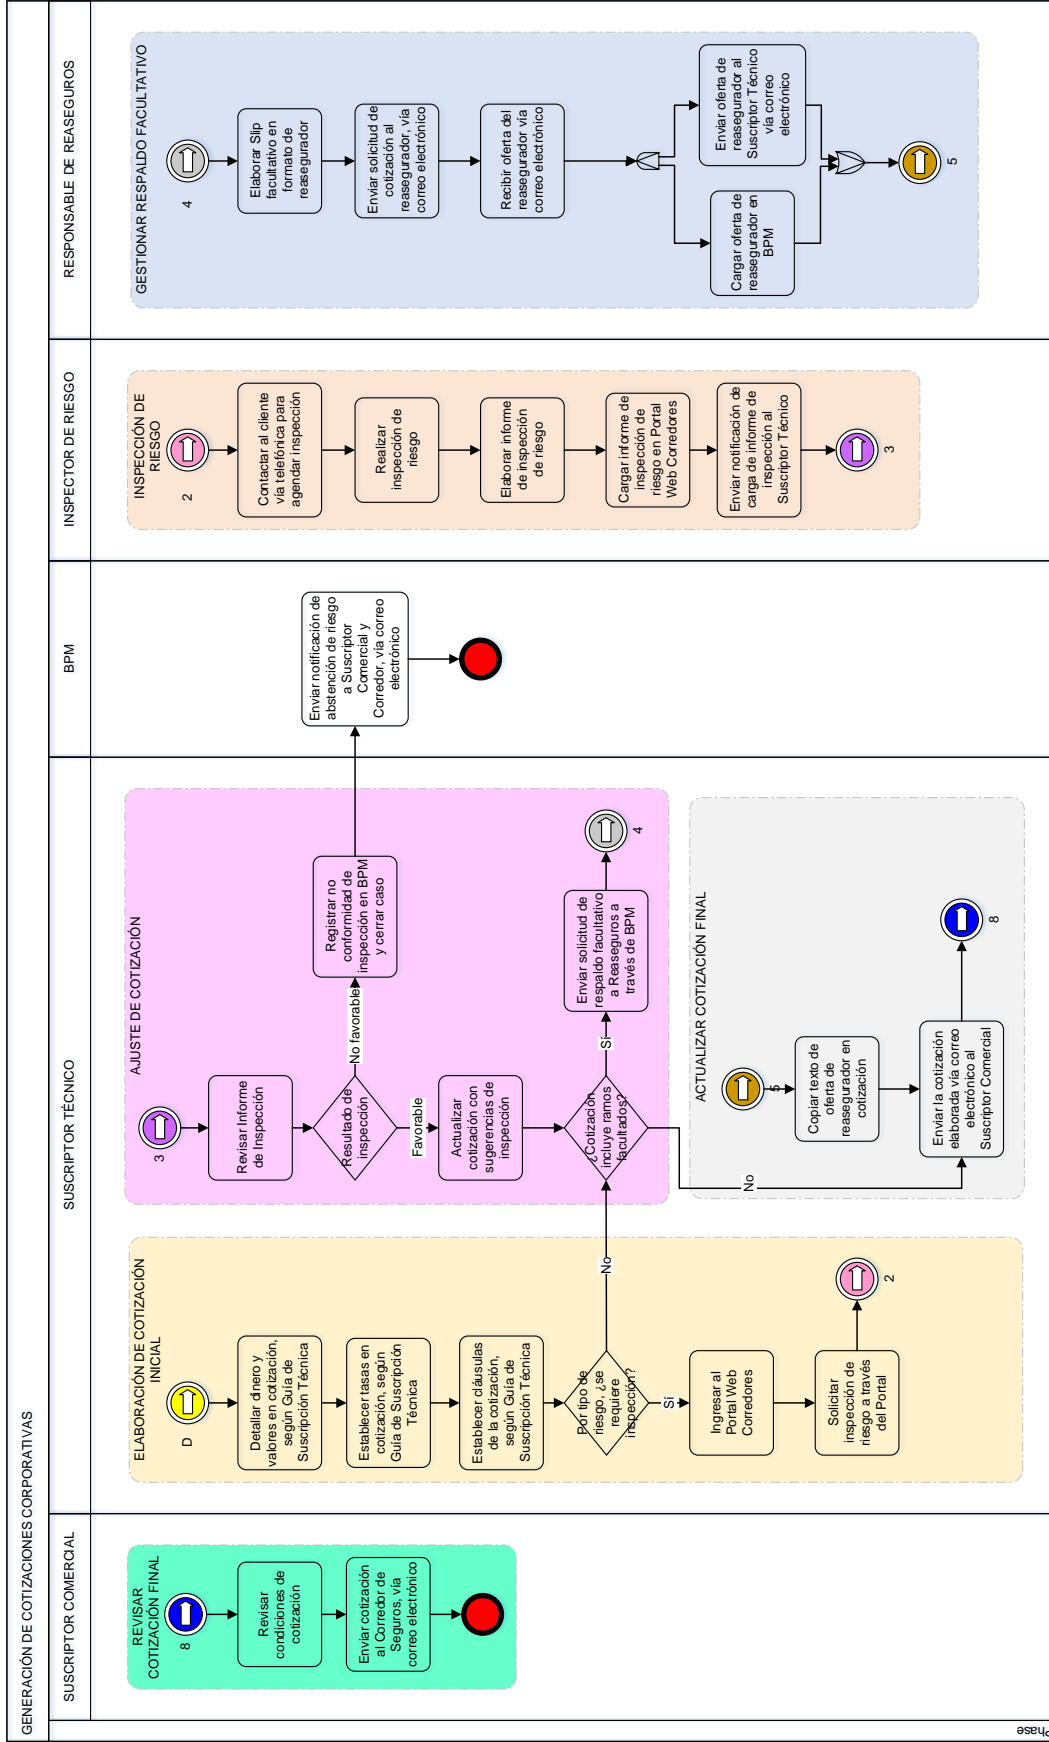 GENERACIÓN DE COTIZACIONES CORPORATIVAS
SUSCRIPTOR COMERCIAL
SUSCRIPTOR TÉCNICO
BPM
INSPECTOR DE RIESGO
RESPONSABLE DE REASEGUROS
REVISAR
COTIZACIÓN FINAL
8
Revisar
condiciones de
cotización
Enviar cotización
al Corredor de
Seguros, vía
correo electrónico
ELABORACIÓN DE COTIZACIÓN
INICIAL
D
Detallar dinero y
valores en cotización,
según Guía de
Suscripción Técnica
Establecer tasas en
cotización, según
Guía de Suscripción
Técnica
Establecer cláusulas
de la cotización,
según Guía de
Suscripción Técnica
Por tipo de
riesgo, ¿se
requiere
inspección?
No
Sí
Ingresar al
Portal Web
Corredores
Solicitar
inspección de
riesgo a través
del Portal
2
AJUSTE DE COTIZACIÓN
3
Revisar Informe
de Inspección
Resultado de
inspección
No favorable
Favorable
Registrar no
conformidad de
inspección en BPM
y cerrar caso
Actualizar
cotización con
sugerencias de
inspección
¿Cotización
incluye ramos
facultados?
Sí
No
Enviar solicitud de
respaldo facultativo
a Reaseguros a
través de BPM
4
ACTUALIZAR COTIZACIÓN FINAL
5
Copiar texto de
oferta de
reasegurador en
cotización
Enviar la cotización
elaborada vía correo
electrónico al
Suscriptor Comercial
8
Enviar notificación de
abstención de riesgo
a Suscriptor
Comercial y
Corredor, vía correo
electrónico
INSPECCIÓN DE
RIESGO
2
Contactar al cliente
vía telefónica para
agendar inspección
Realizar
inspección de
riesgo
Elaborar informe
de inspección
de riesgo
Cargar informe de
inspección de
riesgo en Portal
Web Corredores
Enviar notificación de
carga de informe de
inspección al
Suscriptor Técnico
3
GESTIONAR RESPALDO FACULTATIVO
4
Elaborar Slip
facultativo en
formato de
reasegurador
Enviar solicitud de
cotización al
reasegurador, vía
correo electrónico
Recibir oferta del
reasegurador vía
correo electrónico
Enviar oferta de
reasegurador al
Suscriptor Técnico
vía correo
electrónico
Cargar oferta de
reasegurador en
BPM
5
Phase